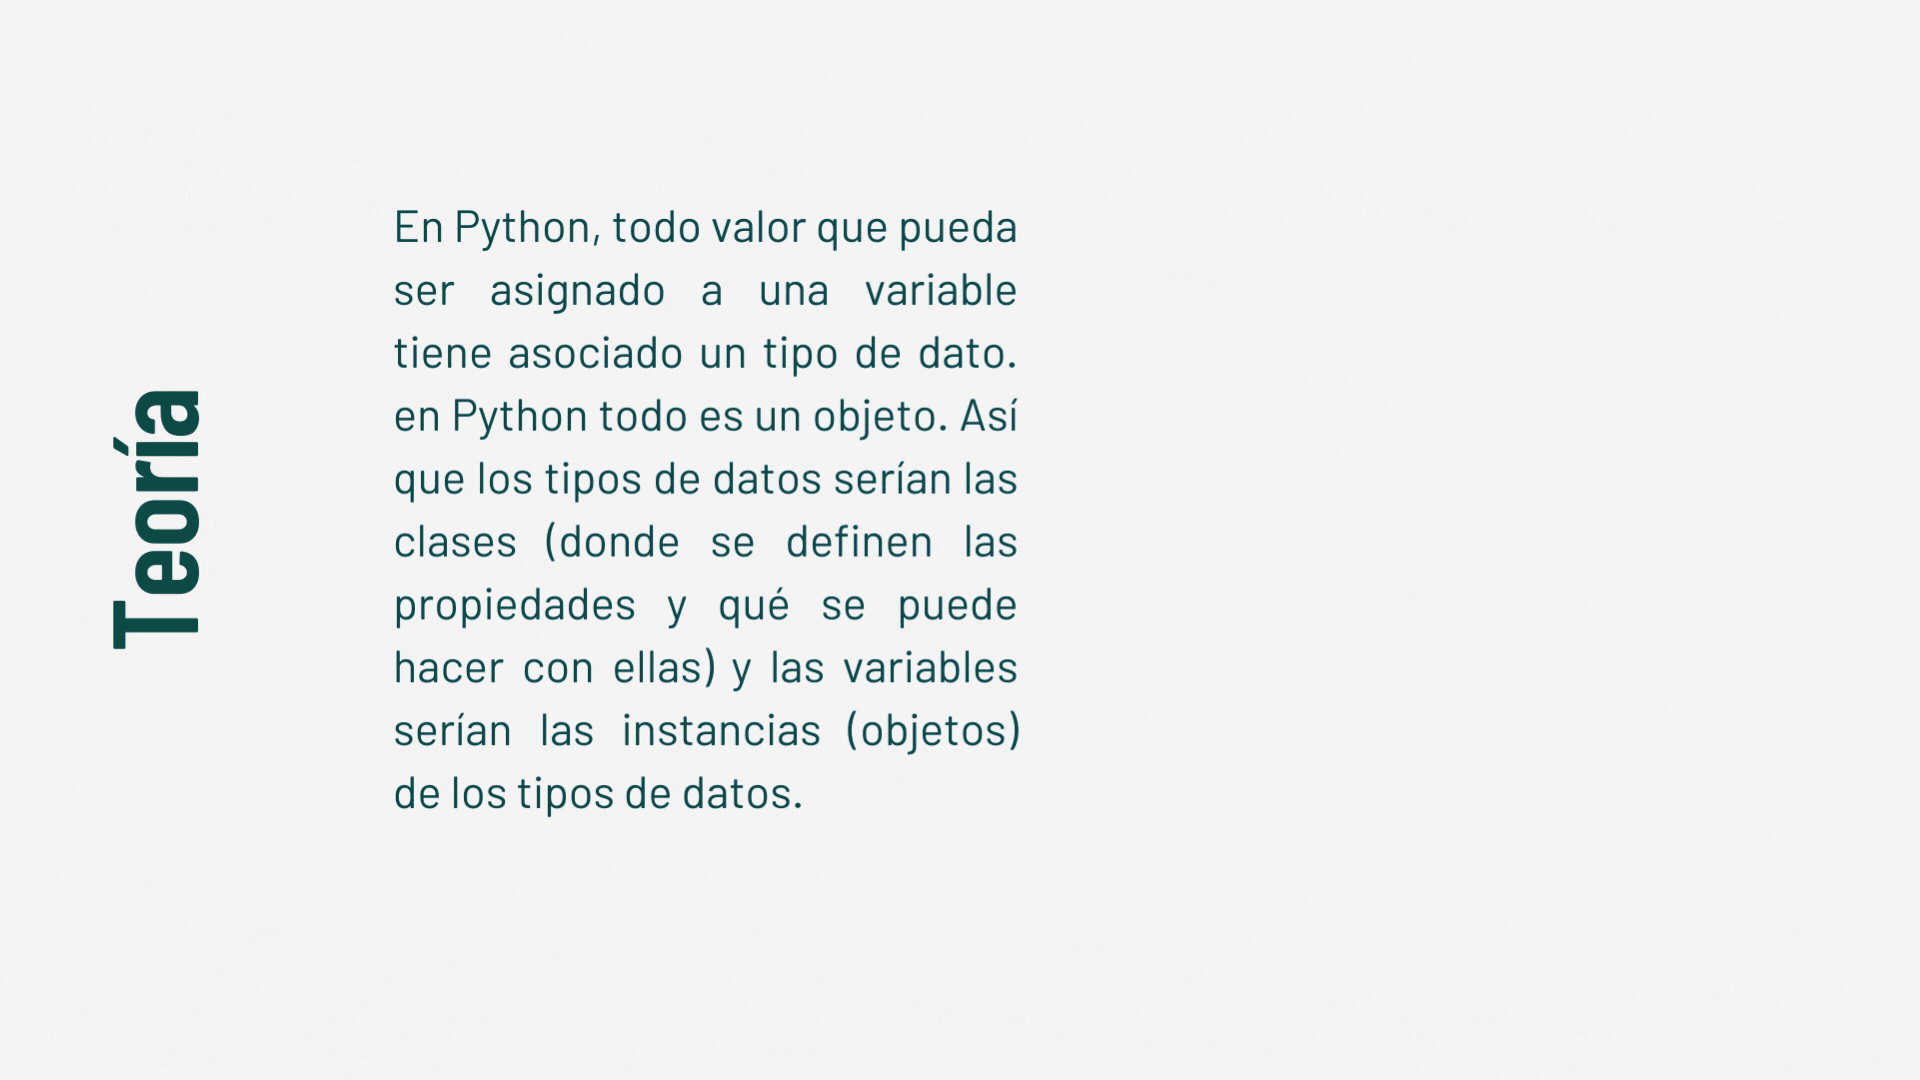 Teoría
En Python, todo valor que pueda
ser asignado a una variable
tiene asociado un tipo de dato.
en Python todo es un objeto. Así
que los tipos de datos serían las
clases (donde se definen las
propiedades y qué se puede
hacer con ellas) y las variables
serían las instancias (objetos)
de los tipos de datos.